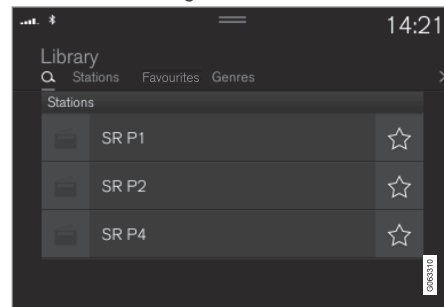 14:21
Library
Stations Favourites Genres
Stations
SR P1
SR P2
SR P4
G063310